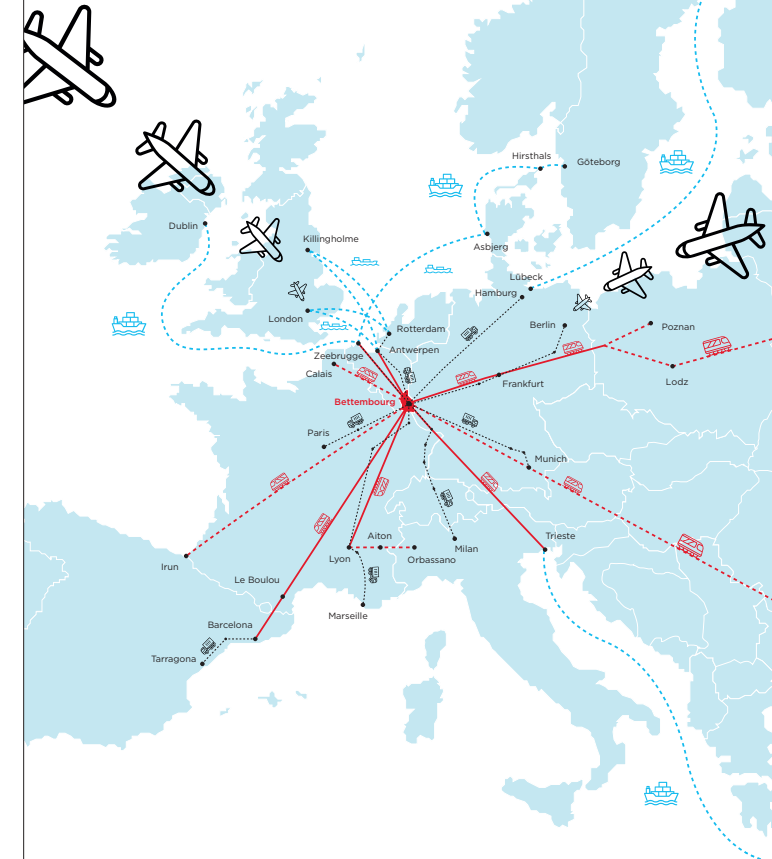 Hirsthals
Göteborg
Dublin
Killingholme
Asbjerg
Lübeck
Hamburg
London
Rotterdam
Berlin
Poznan
Zeebrugge
Antwerpen
Calais
Frankfurt
Lodz
Bettembourg
Paris
Munich
Aiton
Trieste
Milan
Lyon
Orbassano
Irun
Le Boulou
Marseille
Barcelona
Tarragona